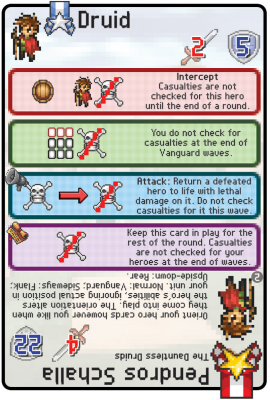 Druid
2
5
Intercept
Casualties are not
checked for this hero
until the end of a round.
You do not check for
casualties at the end of
Vanguard waves.
Attack: Return a defeated
hero to life with lethal
damage on it. Do not check
casualties for it this wave.
Keep this card in play for the
rest of the round. Casualties
are not checked for your
heroes at the end of waves.
Pendros Schalla
The Dauntless Druids
4
22
Orient your hero cards however you like when
they come into play. The orientation alters
the hero's abilities, ignoring actual position in
your unit. Normal: Vanguard; Sideways: Flank;
Upside-down: Rear.
2